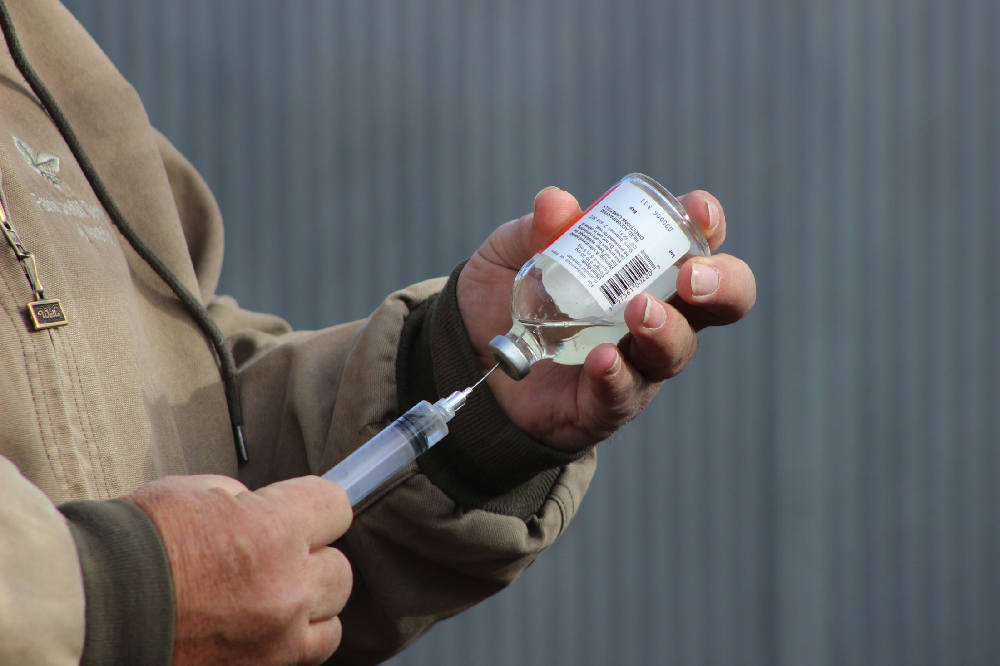 For Intravenous or Intra-
muscular Injection
Usual Dose:
Bovine-5 to 20 mg
Equine-2.5 to 5 mg
Warning: A withdrawal period
has not been established for
this product in pre-ruminating
calves. Do not use in calves to
be processed for veal.
Store between 2° and 30°C
(36° - 86°F).
READ ACCOMPANYING
DIRECTIONS CAREFULLY
3 57561 00220 3
Lot
090096 3-11
Exp
Walls